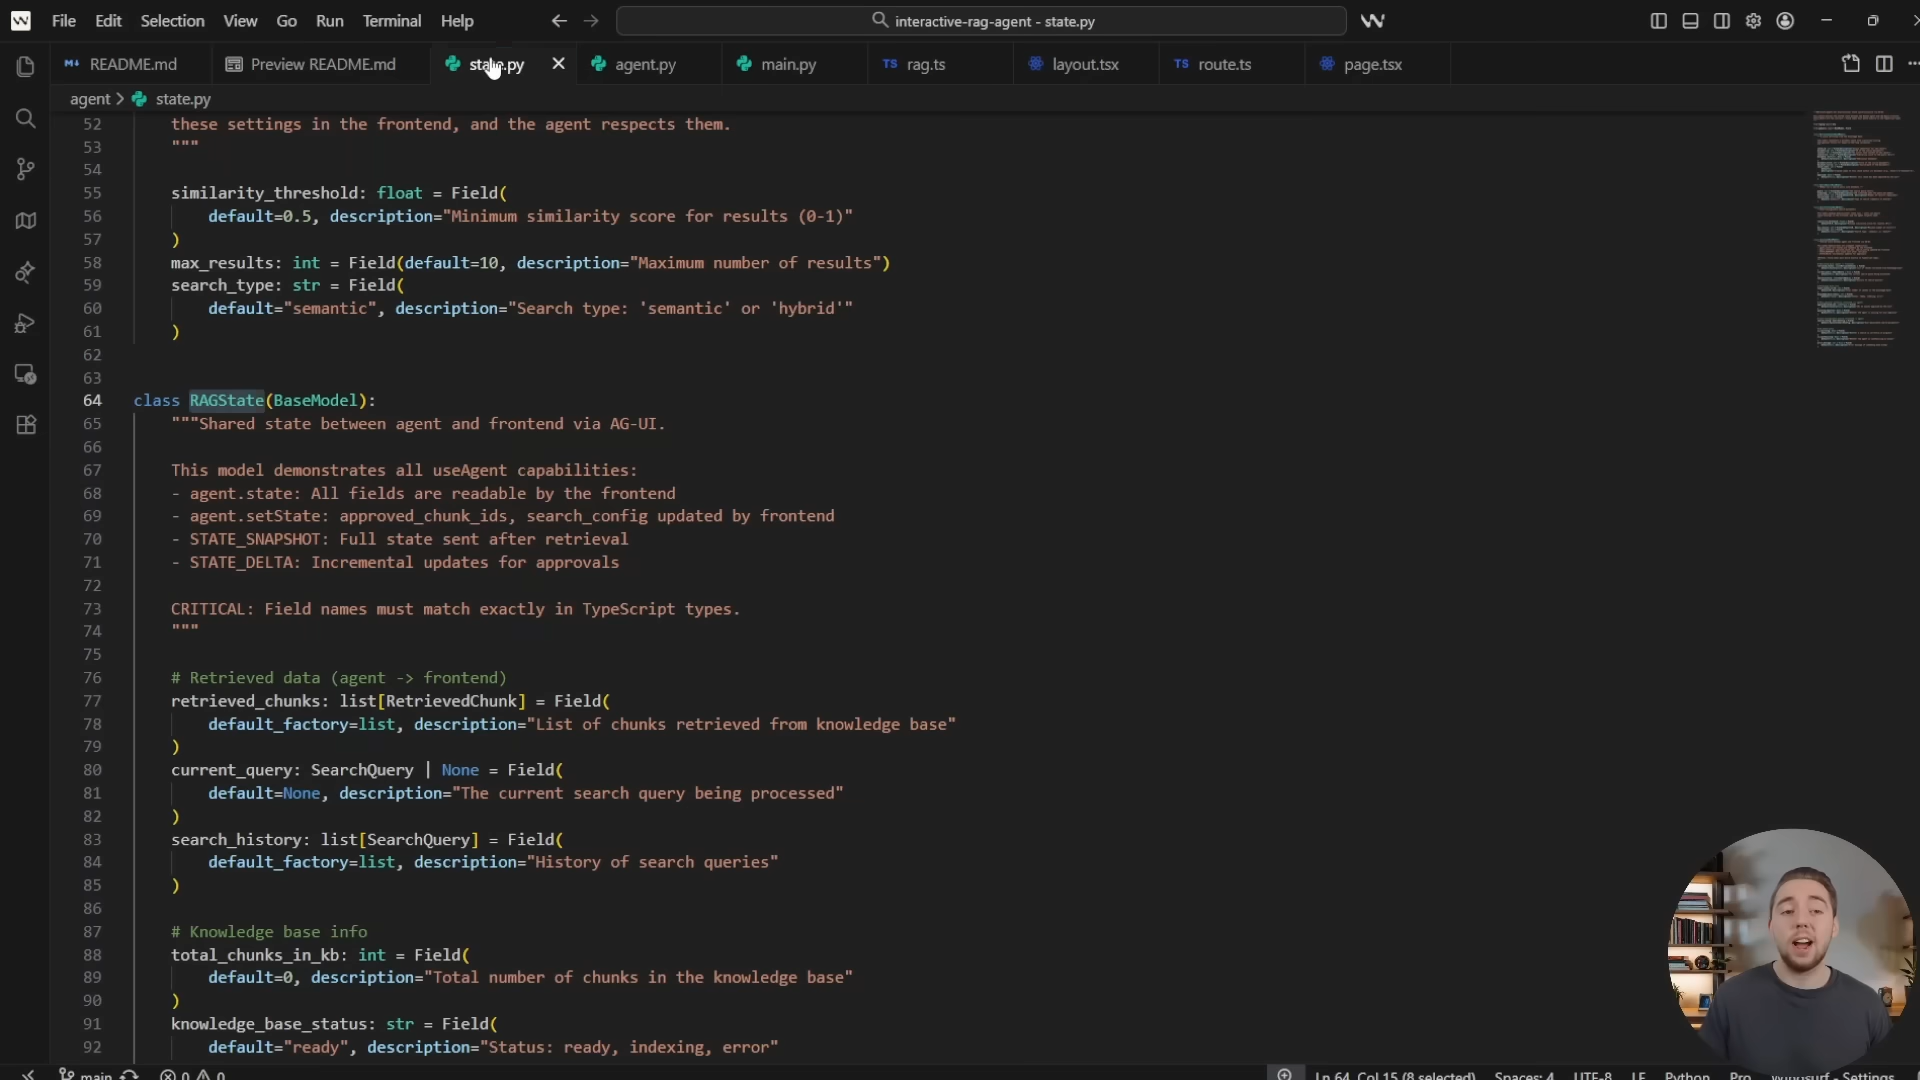 File Edit Selection View Go Run Terminal Help
interactive-rag-agent - state.py
README.md
Preview README.md
state.py
agent.py
main.py
TS rag.ts
layout.tsx
TS route.ts
page.tsx
agent > state.py
52 these settings in the frontend, and the agent respects them.
53 """
54
55 similarity_threshold: float = Field(
56 default=0.5, description="Minimum similarity score for results (0-1)"
57 )
58 max_results: int = Field(default=10, description="Maximum number of results")
59 search_type: str = Field(
60 default="semantic", description="Search type: 'semantic' or 'hybrid'"
61 )
62
63
64 class RAGState(BaseModel):
65 """Shared state between agent and frontend via AG-UI.
66
67 This model demonstrates all useAgent capabilities:
68 - agent.state: All fields are readable by the frontend
69 - agent.setState: approved_chunk_ids, search_config updated by frontend
70 - STATE_SNAPSHOT: Full state sent after retrieval
71 - STATE_DELTA: Incremental updates for approvals
72
73 CRITICAL: Field names must match exactly in TypeScript types.
74 """
75
76 # Retrieved data (agent -> frontend)
77 retrieved_chunks: list[RetrievedChunk] = Field(
78 default_factory=list, description="List of chunks retrieved from knowledge base"
79 )
80 current_query: SearchQuery | None = Field(
81 default=None, description="The current search query being processed"
82 )
83 search_history: list[SearchQuery] = Field(
84 default_factory=list, description="History of search queries"
85 )
86
87 # Knowledge base info
88 total_chunks_in_kb: int = Field(
89 default=0, description="Total number of chunks in the knowledge base"
90 )
91 knowledge_base_status: str = Field(
92 default="ready", description="Status: ready, indexing, error"
main 0 0 Ln 64, Col 15 (8 selected) Spaces: 4 UTF-8 LF Python Pro Windsurf - Settings